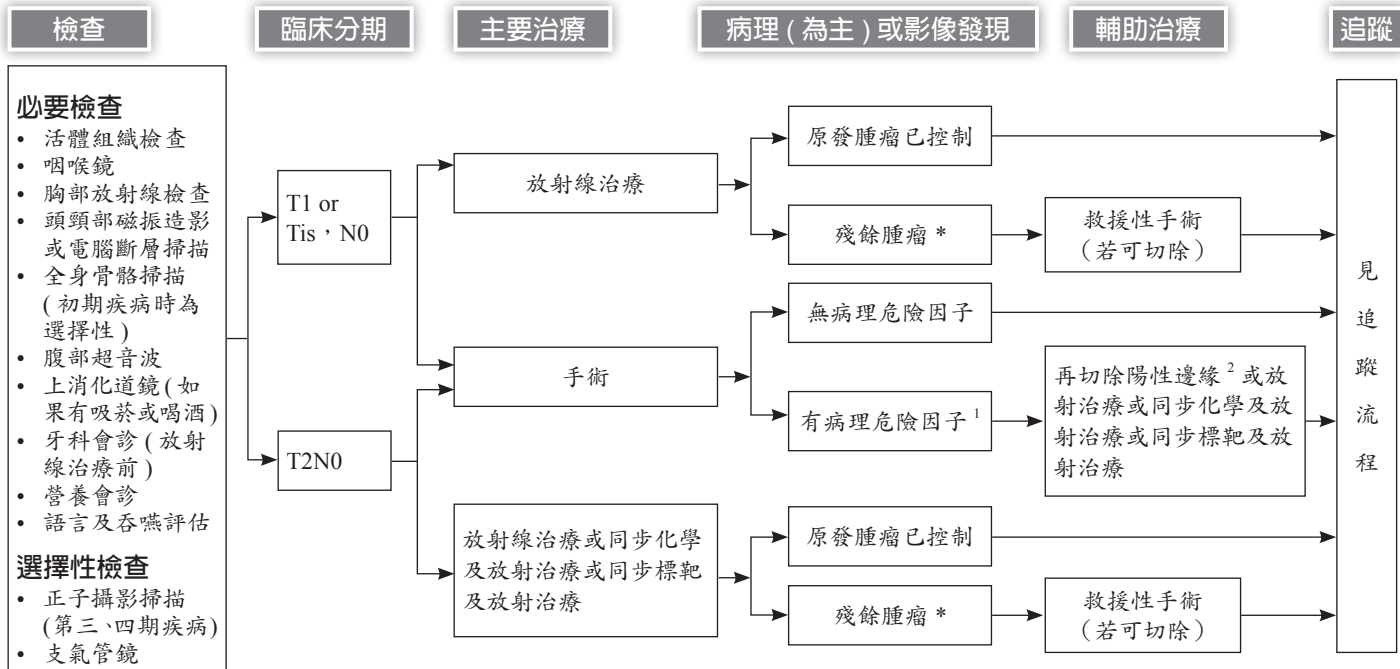 檢查
臨床分期
主要治療
病理 ( 為主 ) 或影像發現
輔助治療
追蹤
必要檢查
• 活體組織檢查
• 咽喉鏡
• 胸部放射線檢查
• 頭頸部磁振造影
或電腦斷層掃描
• 全身骨骼掃描
( 初期疾病時為
選擇性 )
• 腹部超音波
• 上消化道鏡 ( 如
果有吸菸或喝酒 )
• 牙科會診 ( 放射
線治療前 )
• 營養會診
• 語言及吞嚥評估
選擇性檢查
• 正子攝影掃描
(第三、四期疾病)
• 支氣管鏡
T1 or
Tis，N0
T2N0
放射線治療
手術
放射線治療或同步化學
及放射治療或同步標靶
及放射治療
原發腫瘤已控制
殘餘腫瘤 *
無病理危險因子
有病理危險因子 1
原發腫瘤已控制
殘餘腫瘤 *
救援性手術
（若可切除）
再切除陽性邊緣 2 或放
射治療或同步化學及放
射治療或同步標靶及放
射治療
救援性手術
（若可切除）
見
追
蹤
流
程